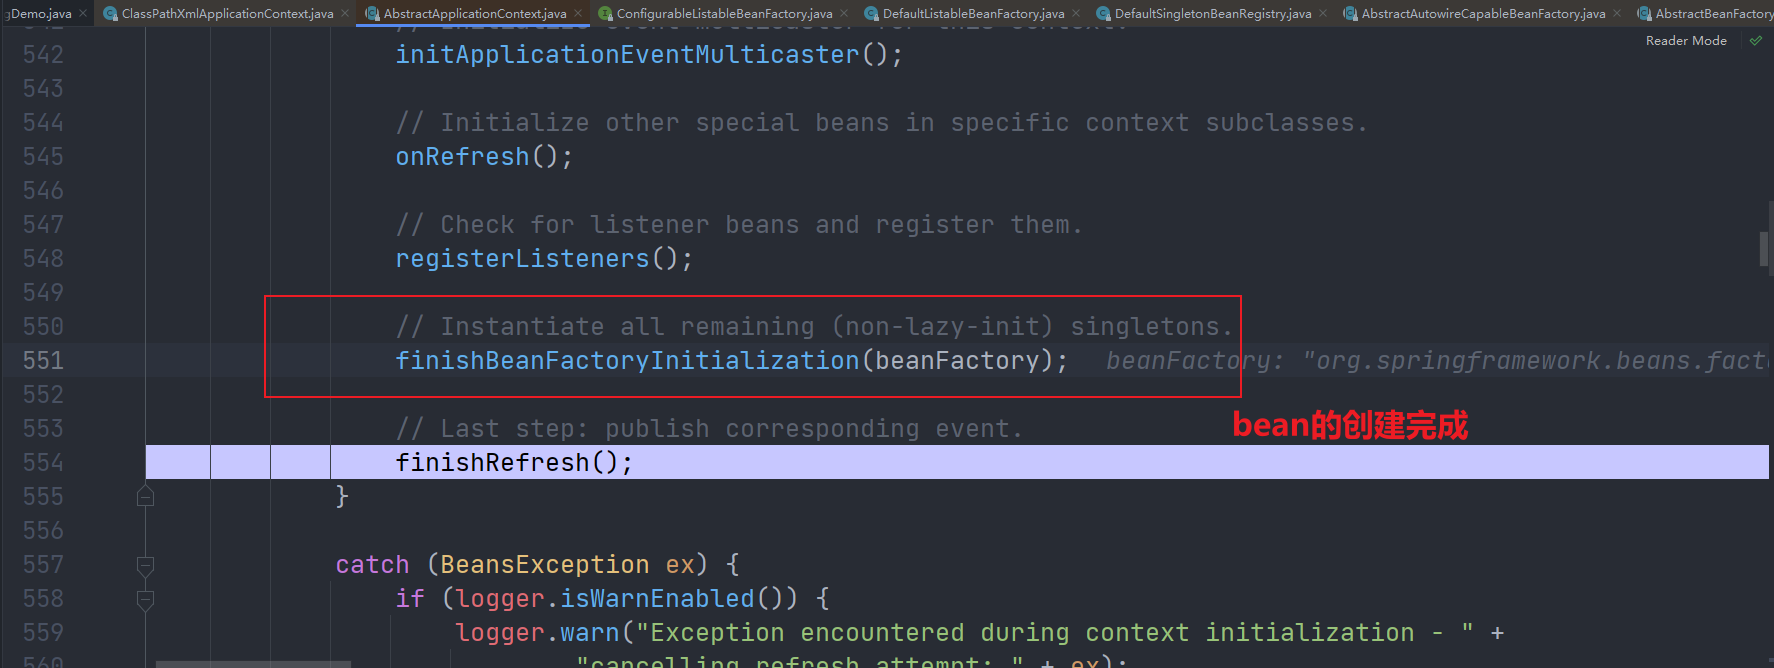 gDemo.java × ClassPathXmlApplicationContext.java × AbstractApplicationContext.java × ConfigurableListableBeanFactory.java × DefaultListableBeanFactory.java × DefaultSingletonBeanRegistry.java × AbstractAutowireCapableBeanFactory.java × AbstractBeanFactory
Reader Mode
542 initApplicationEventMulticaster();
543
544 // Initialize other special beans in specific context subclasses.
545 onRefresh();
546
547 // Check for listener beans and register them.
548 registerListeners();
549
550 // Instantiate all remaining (non-lazy-init) singletons.
551 finishBeanFactoryInitialization(beanFactory); beanFactory: "org.springframework.beans.fact
552
553 // Last step: publish corresponding event.
bean的创建完成
554 finishRefresh();
555 }
556
557 catch (BeansException ex) {
558 if (logger.isWarnEnabled()) {
559 logger.warn("Exception encountered during context initialization - " +
560 "cancelling refresh attempt: " + ex);